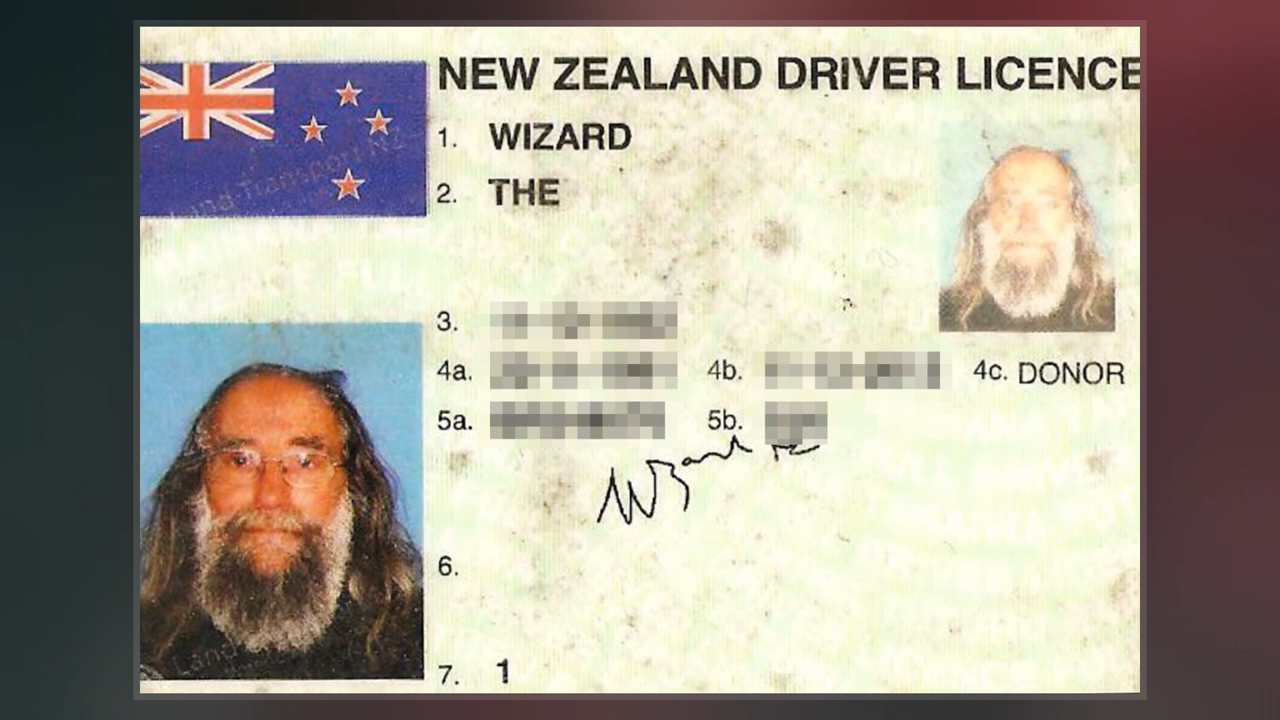 NEW ZEALAND DRIVER LICENCE
1. WIZARD
2. THE
3.
4a. 4b. 4c. DONOR
5a. 5b.
6.
7. 1